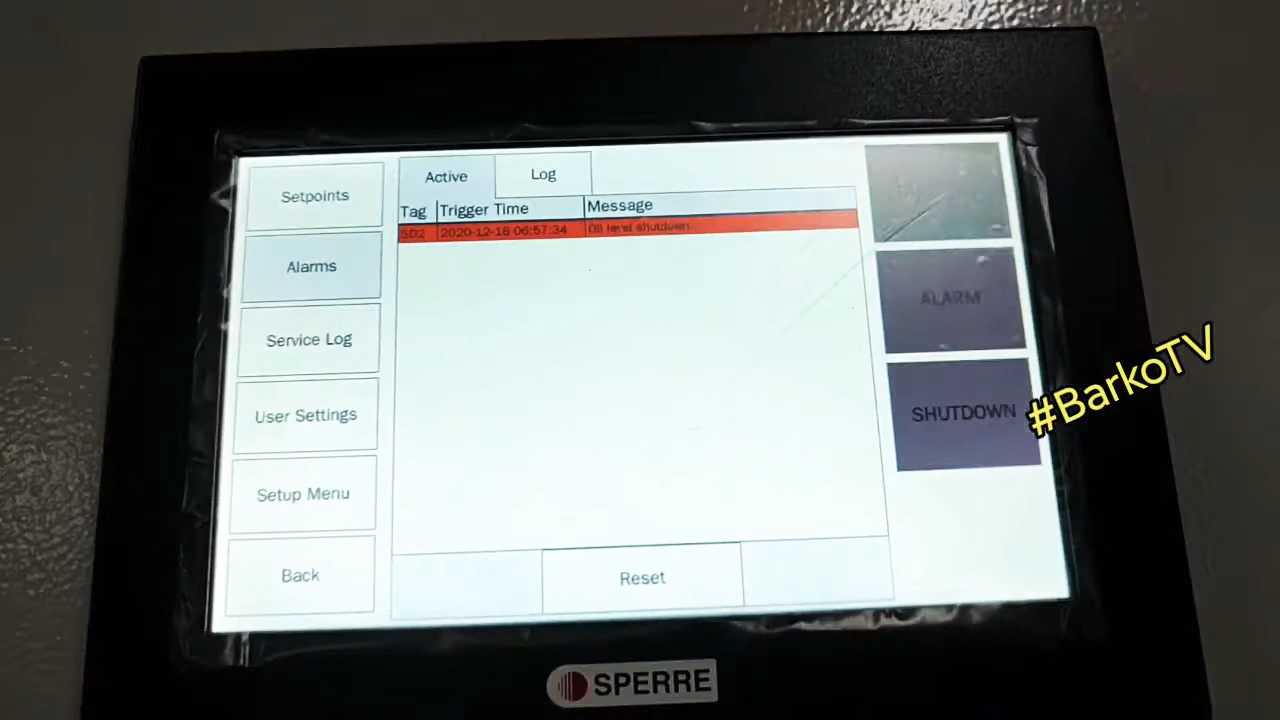 Setpoints
Alarms
Service Log
User Settings
Setup Menu
Back
Active
Log
Tag Trigger Time Message
SD2 2020-12-18 06:57:34 Oil level shutdown
Reset
ALARM
SHUTDOWN
#BarkoTV
SPERRE